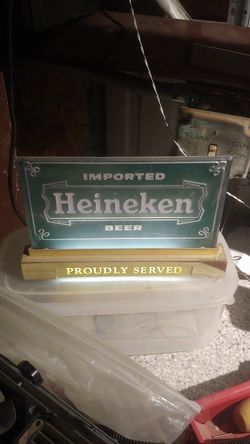 IMPORTED
Heineken
BEER
PROUDLY SERVED